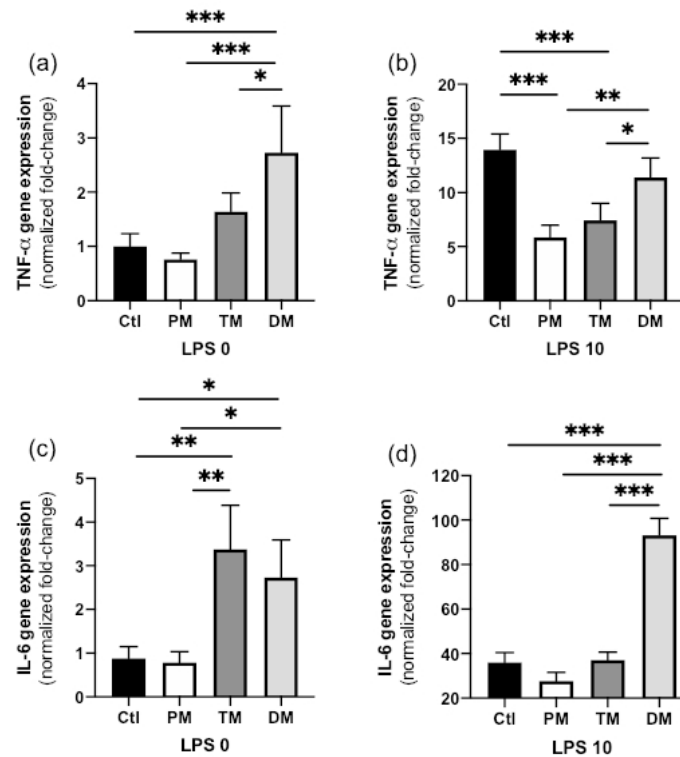 (a)
***
***
*
TNF-α gene expression
(normalized fold-change)
4
3
2
1
0
Ctl PM TM DM
LPS 0
(b)
***
***
**
*
TNF-α gene expression
(normalized fold-change)
20
15
10
5
0
Ctl PM TM DM
LPS 10
(c)
*
*
**
**
IL-6 gene expression
(normalized fold-change)
5
4
3
2
1
0
Ctl PM TM DM
LPS 0
(d)
***
***
***
IL-6 gene expression
(normalized fold-change)
120
100
80
60
40
20
Ctl PM TM DM
LPS 10